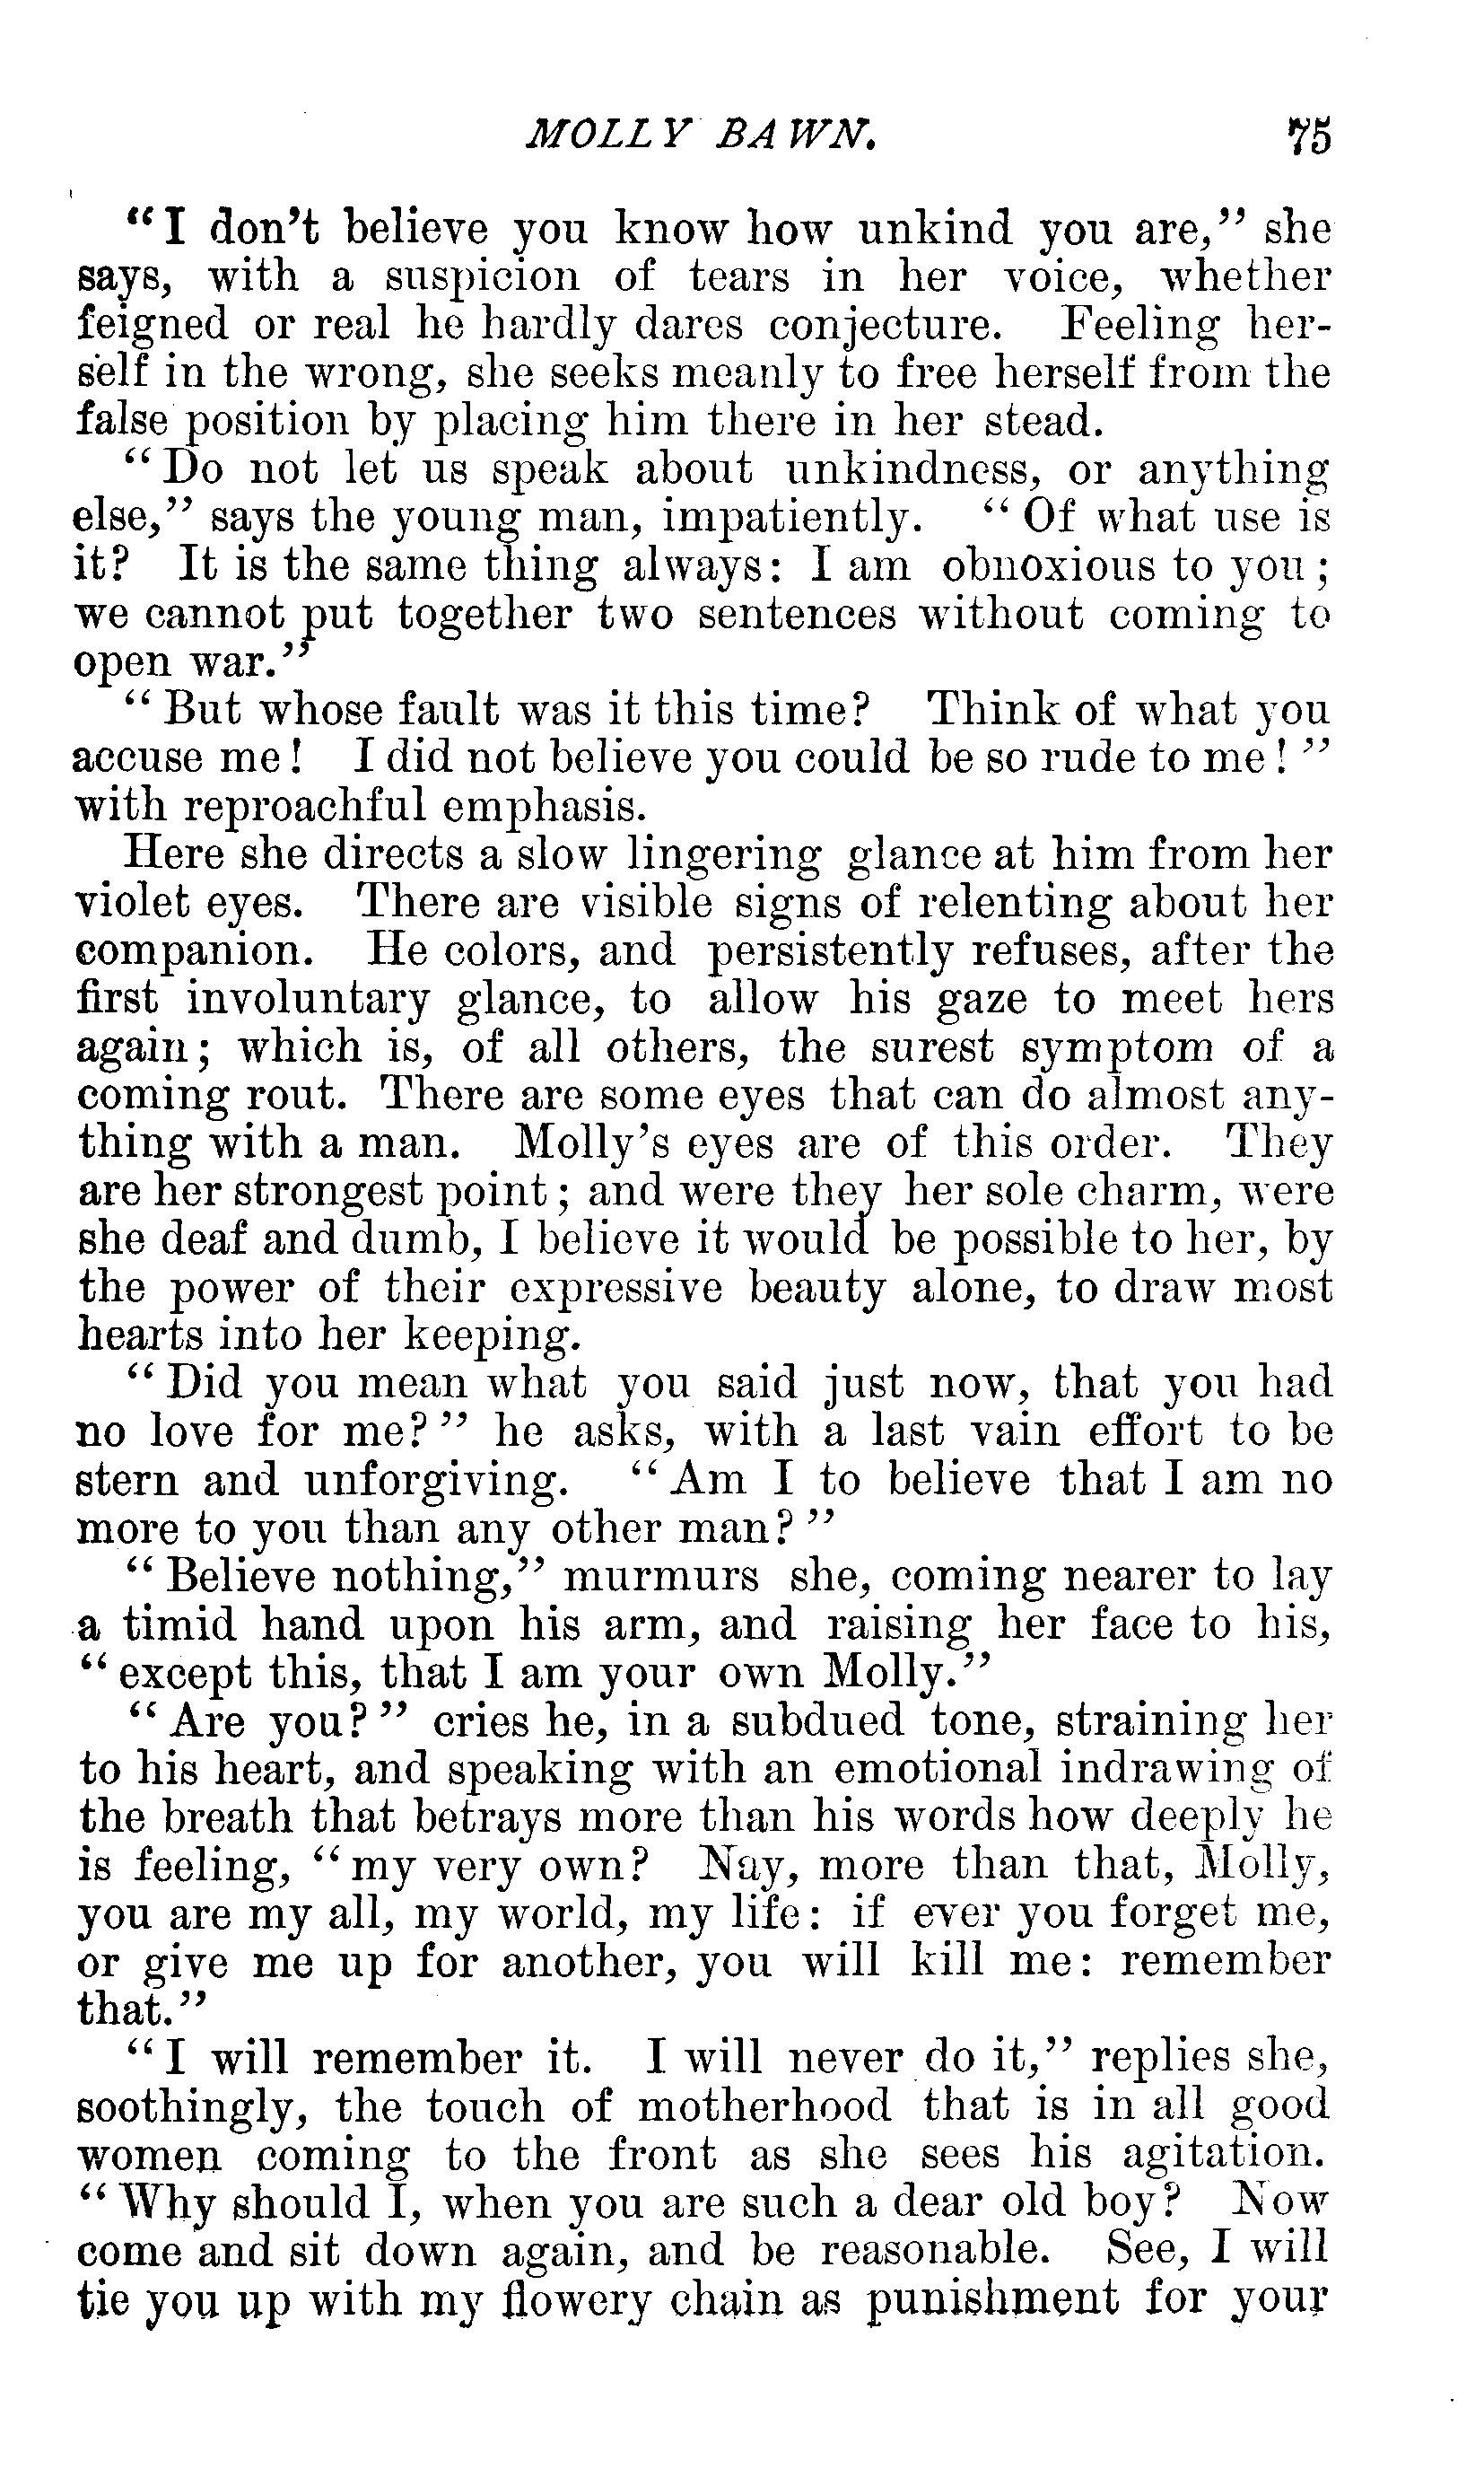 MOLLY BAWN. 75
"I don't believe you know how unkind you are," she
says, with a suspicion of tears in her voice, whether
feigned or real he hardly dares conjecture. Feeling her-
self in the wrong, she seeks meanly to free herself from the
false position by placing him there in her stead.
"Do not let us speak about unkindness, or anything
else," says the young man, impatiently. "Of what use is
it? It is the same thing always: I am obnoxious to you;
we cannot put together two sentences without coming to
open war."
"But whose fault was it this time? Think of what you
accuse me! I did not believe you could be so rude to me!"
with reproachful emphasis.
Here she directs a slow lingering glance at him from her
violet eyes. There are visible signs of relenting about her
companion. He colors, and persistently refuses, after the
first involuntary glance, to allow his gaze to meet hers
again; which is, of all others, the surest symptom of a
coming rout. There are some eyes that can do almost any-
thing with a man. Molly's eyes are of this order. They
are her strongest point; and were they her sole charm, were
she deaf and dumb, I believe it would be possible to her, by
the power of their expressive beauty alone, to draw most
hearts into her keeping.
"Did you mean what you said just now, that you had
no love for me?" he asks, with a last vain effort to be
stern and unforgiving. "Am I to believe that I am no
more to you than any other man?"
"Believe nothing," murmurs she, coming nearer to lay
a timid hand upon his arm, and raising her face to his,
"except this, that I am your own Molly."
"Are you?" cries he, in a subdued tone, straining her
to his heart, and speaking with an emotional indrawing of
the breath that betrays more than his words how deeply he
is feeling, "my very own? Nay, more than that, Molly,
you are my all, my world, my life: if ever you forget me,
or give me up for another, you will kill me: remember
that."
"I will remember it. I will never do it," replies she,
soothingly, the touch of motherhood that is in all good
women coming to the front as she sees his agitation.
"Why should I, when you are such a dear old boy? Now
come and sit down again, and be reasonable. See, I will
tie you up with my flowery chain as punishment for your